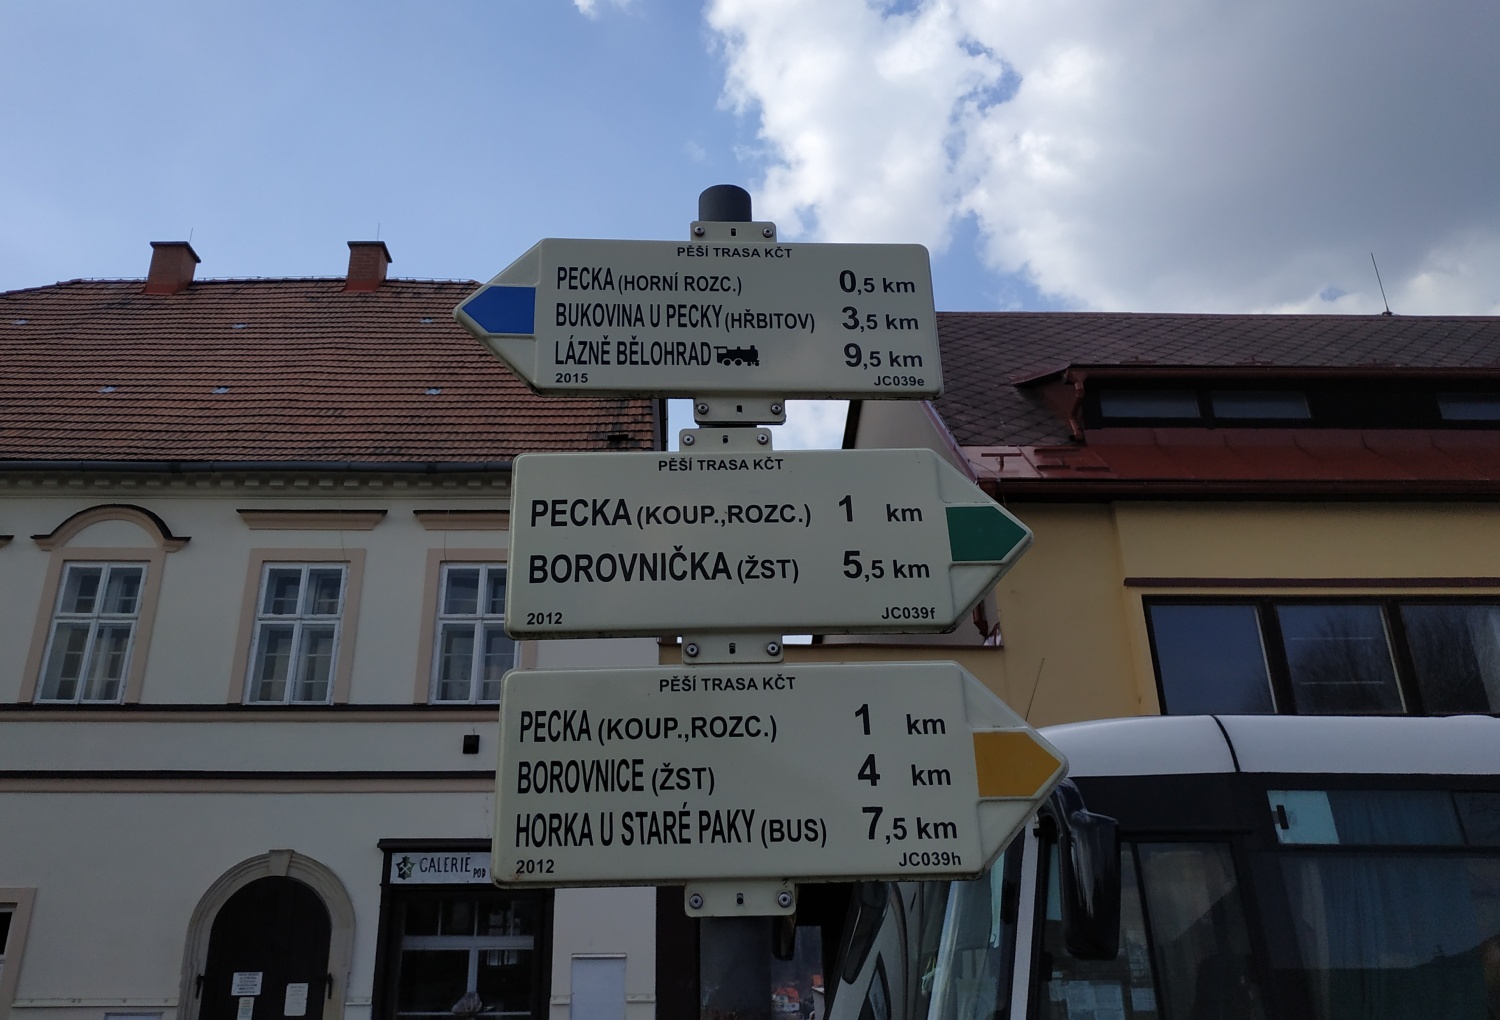 PĚŠÍ TRASA KČT
PECKA (HORNÍ ROZC.) 0,5 km
BUKOVINA U PECKY (HŘBITOV) 3,5 km
LÁZNĚ BĚLOHRAD 9,5 km
2015 JC039e
PĚŠÍ TRASA KČT
PECKA (KOUP.,ROZC.) 1 km
BOROVNIČKA (ŽST) 5,5 km
2012 JC039f
PĚŠÍ TRASA KČT
PECKA (KOUP.,ROZC.) 1 km
BOROVNICE (ŽST) 4 km
HORKA U STARÉ PAKY (BUS) 7,5 km
2012 JC039h
GALERIE POD